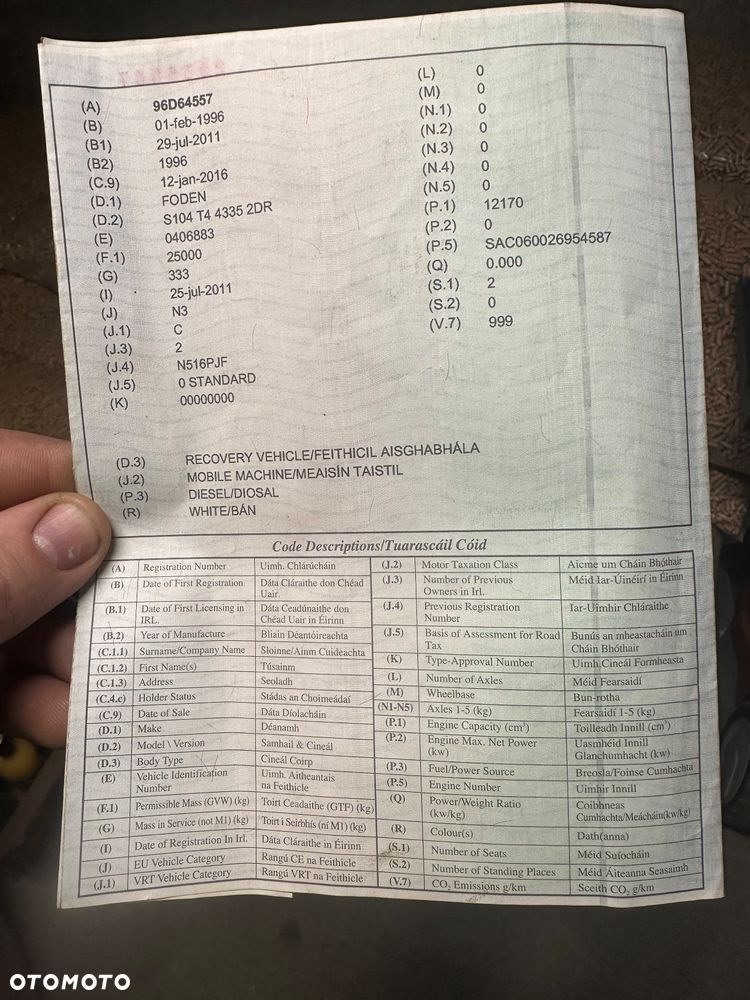 (A) 96D64557
(B) 01-feb-1996
(B1) 29-jul-2011
(B2) 1996
(C.9) 12-jan-2016
(D.1) FODEN
(D.2) S104 T4 4335 2DR
(E) 0406883
(F.1) 25000
(G) 333
(I) 25-jul-2011
(J) N3
(J.1) C
(J.3) 2
(J.4) N516PJF
(J.5) 0 STANDARD
(K) 00000000
(L) 0
(M) 0
(N.1) 0
(N.2) 0
(N.3) 0
(N.4) 0
(N.5) 0
(P.1) 12170
(P.2) 0
(P.5) SAC060026954587
(Q) 0.000
(S.1) 2
(S.2) 0
(V.7) 999
(D.3) RECOVERY VEHICLE/FEITHICIL AISGHABHÁLA
(J.2) MOBILE MACHINE/MEAISÍN TAISTIL
(P.3) DIESEL/DIOSAL
(R) WHITE/BÁN
Code Descriptions/Tuarascáil Cóid
(A) Registration Number Uimh. Chlárúcháin
(B) Date of First Registration Dáta Cláraithe don Chéad
Uair.
(B.1) Date of First Licensing in Dáta Ceadúnaithe don
IRL. Chéad Uair in Éirinn
(B,2) Year of Manufacture Bliain Déantóireachta
(C.1.1) Surname/Company Name Sloinne/Ainm Cuideachta
(C.1.2) First Name(s) Túsainm
(C.1.3) Address Seoladh
(C.4.c) Holder Status Stádas an Choimeádaí
(C.9) Date of Sale Dáta Díolacháin
(D.1) Make Déanamh
(D.2) Model \ Version Samhail & Cineál
(D.3) Body Type Cineál Coirp
(E) Vehicle Identification Uimh. Aitheantais
Number na Feithicle
(F.1) Permissible Mass (GVW) (kg) Toirt Ceadaithe (GTF) (kg)
(G) Mass in Service (not M1) (kg) Toirt i Seirbhís (ní M1) (kg)
(I) Date of Registration In Irl. Dáta Cláraithe in Éirinn
(J) EU Vehicle Category Rangú CE na Feithicle
(J.1) VRT Vehicle Category Rangú VRT na Feithicle
(J.2) Motor Taxation Class Aicme um Cháin Bhóthair
(J.3) Number of Previous Méid Iar-Úinéirí in Éirinn
Owners in Irl.
(J.4) Previous Registration Iar-Uimhir Chláraithe
Number
(J.5) Basis of Assessment for Road Bunús an mheastacháin um
Tax Cháin Bhóthair
(K) Type-Approval Number Uimh.Cineál Formheasta
(L) Number of Axles Méid Fearsaidí
(M) Wheelbase Bun-rotha
(N1-N5) Axles 1-5 (kg) Fearsaidí 1-5 (kg)
(P.1) Engine Capacity (cm³) Toilleadh Innill (cm³)
(P.2) Engine Max. Net Power Uasmhéid Innill
(kw) Glanchumhacht (kw)
(P.3) Fuel/Power Source Breosla/Foinse Cumhachta
(P.5) Engine Number Uimhir Innill
(Q) Power/Weight Ratio Coibhneas
(kw/kg) Cumhachta/Meácháin(kw/kg)
(R) Colour(s) Dath(anna)
(S.1) Number of Seats Méid Suíocháin
(S.2) Number of Standing Places Méid Áiteanna Seasaimh
(V.7) CO₂ Emissions g/km Sceith CO₂ g/km
OTOMOTO